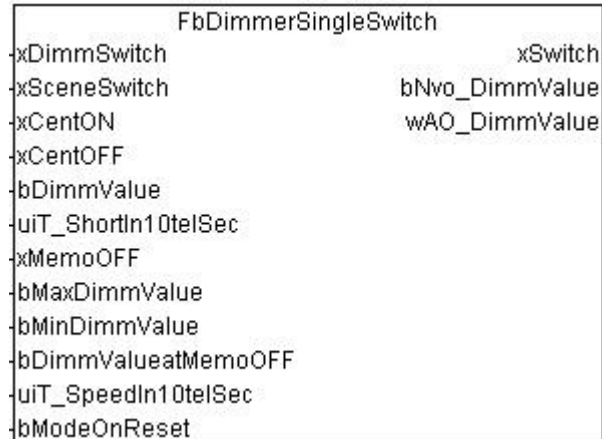 FbDimmerSingleSwitch
xDimmSwitch xSwitch
xSceneSwitch bNvo_DimmValue
xCentON wAO_DimmValue
xCentOFF
bDimmValue
uiT_ShortIn10telSec
xMemoOFF
bMaxDimmValue
bMinDimmValue
bDimmValueatMemoOFF
uiT_SpeedIn10telSec
bModeOnReset